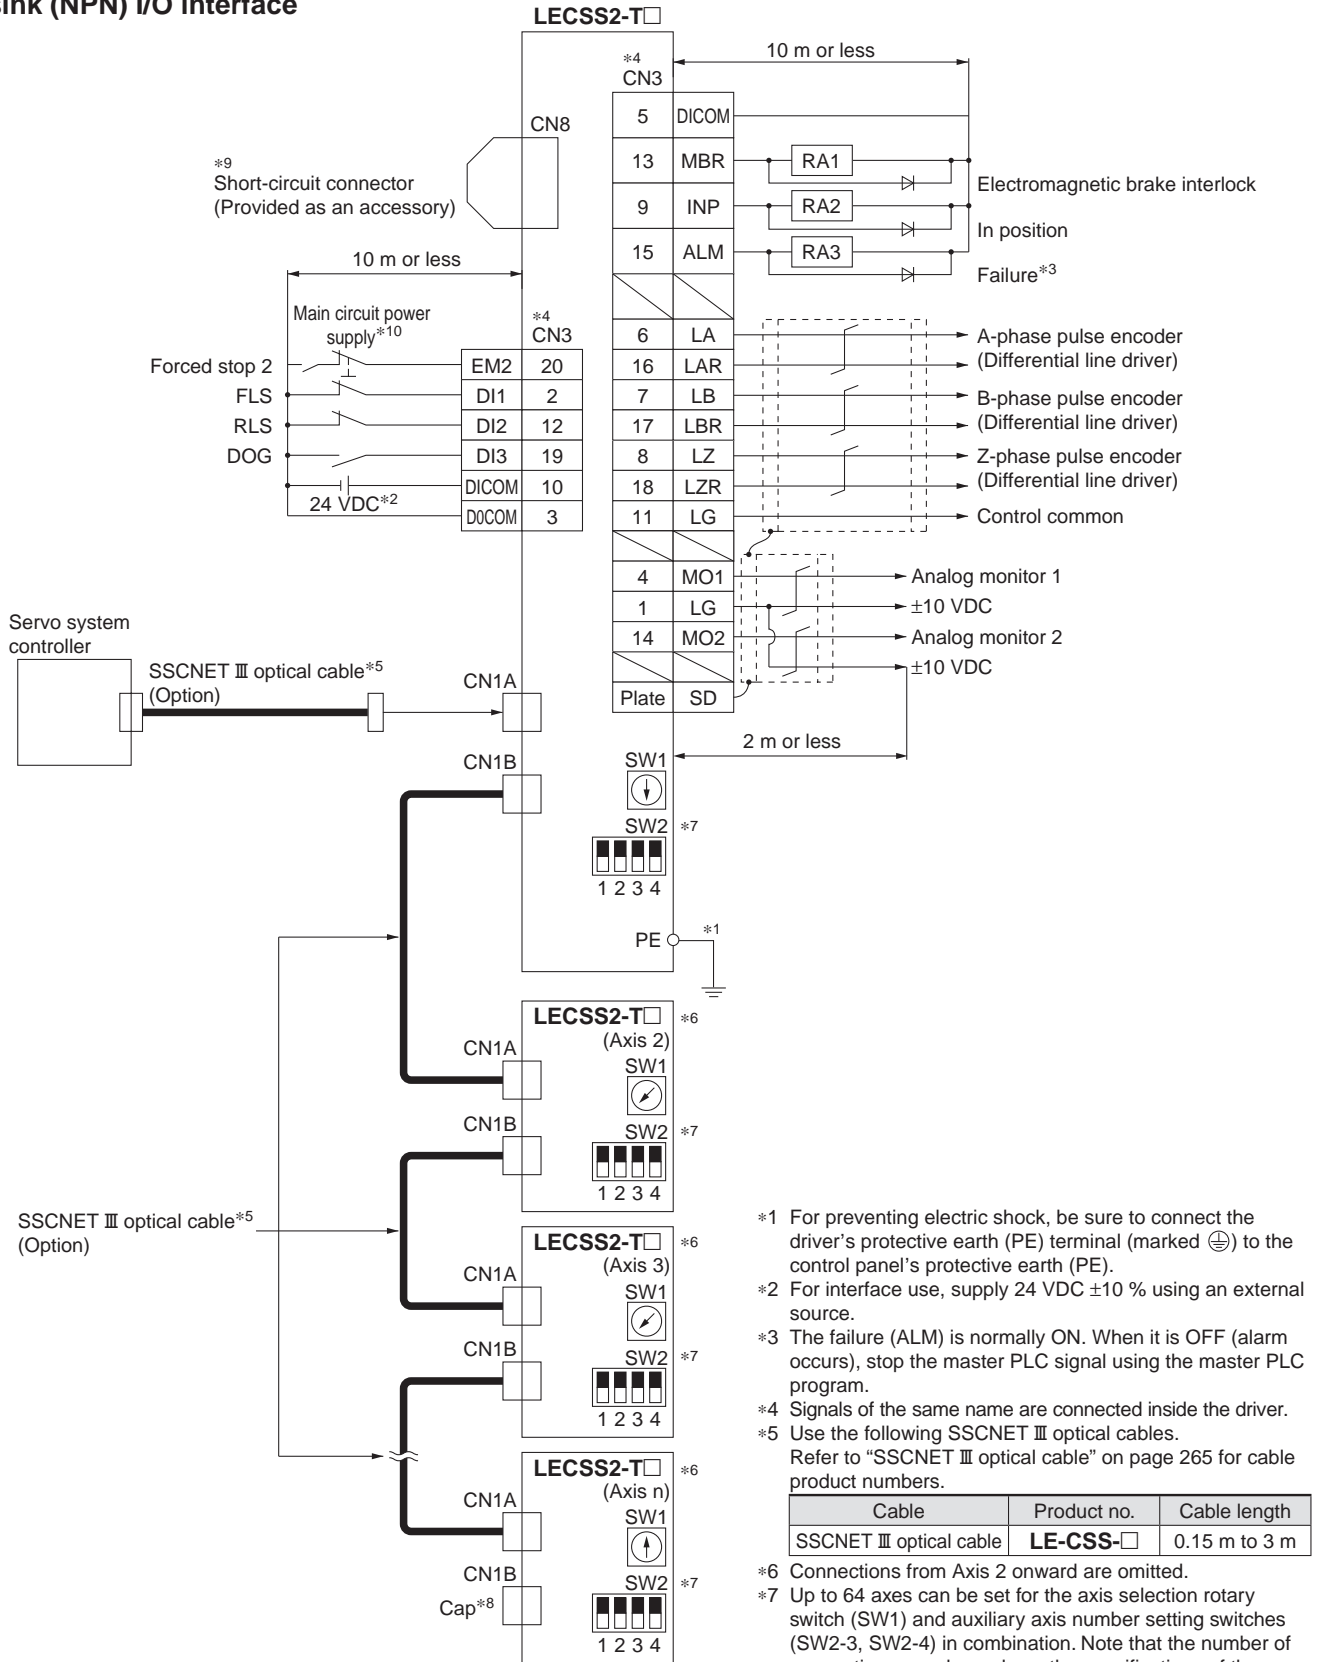 sink (NPN) I/O interface
LECSS2-T□
*4
CN3
10 m or less
5 DICOM
13 MBR RA1
Electromagnetic brake interlock
9 INP RA2
In position
15 ALM RA3
Failure*3
CN8
*9
Short-circuit connector
(Provided as an accessory)
10 m or less
Main circuit power
supply*10
*4
CN3
Forced stop 2 EM2 20
FLS DI1 2
RLS DI2 12
DOG DI3 19
DICOM 10
24 VDC*2
D0COM 3
6 LA A-phase pulse encoder
16 LAR (Differential line driver)
7 LB B-phase pulse encoder
17 LBR (Differential line driver)
8 LZ Z-phase pulse encoder
18 LZR (Differential line driver)
11 LG Control common
4 MO1 Analog monitor 1
1 LG ±10 VDC
14 MO2 Analog monitor 2
±10 VDC
Plate SD
2 m or less
Servo system
controller
SSCNET Ⅲ optical cable*5
(Option)
CN1A
CN1B
SW1
SW2 *7
1 2 3 4
PE *1
LECSS2-T□ *6
(Axis 2)
CN1A
SW1
CN1B
SW2 *7
1 2 3 4
SSCNET Ⅲ optical cable*5
(Option)
LECSS2-T□ *6
(Axis 3)
CN1A
SW1
CN1B
SW2 *7
1 2 3 4
LECSS2-T□ *6
(Axis n)
CN1A
SW1
CN1B
Cap*8
SW2 *7
1 2 3 4
*1 For preventing electric shock, be sure to connect the
driver's protective earth (PE) terminal (marked ⏚) to the
control panel's protective earth (PE).
*2 For interface use, supply 24 VDC ±10 % using an external
source.
*3 The failure (ALM) is normally ON. When it is OFF (alarm
occurs), stop the master PLC signal using the master PLC
program.
*4 Signals of the same name are connected inside the driver.
*5 Use the following SSCNET Ⅲ optical cables.
Refer to “SSCNET Ⅲ optical cable” on page 265 for cable
product numbers.
Cable Product no. Cable length
SSCNET Ⅲ optical cable LE-CSS-□ 0.15 m to 3 m
*6 Connections from Axis 2 onward are omitted.
*7 Up to 64 axes can be set for the axis selection rotary
switch (SW1) and auxiliary axis number setting switches
(SW2-3, SW2-4) in combination. Note that the number of